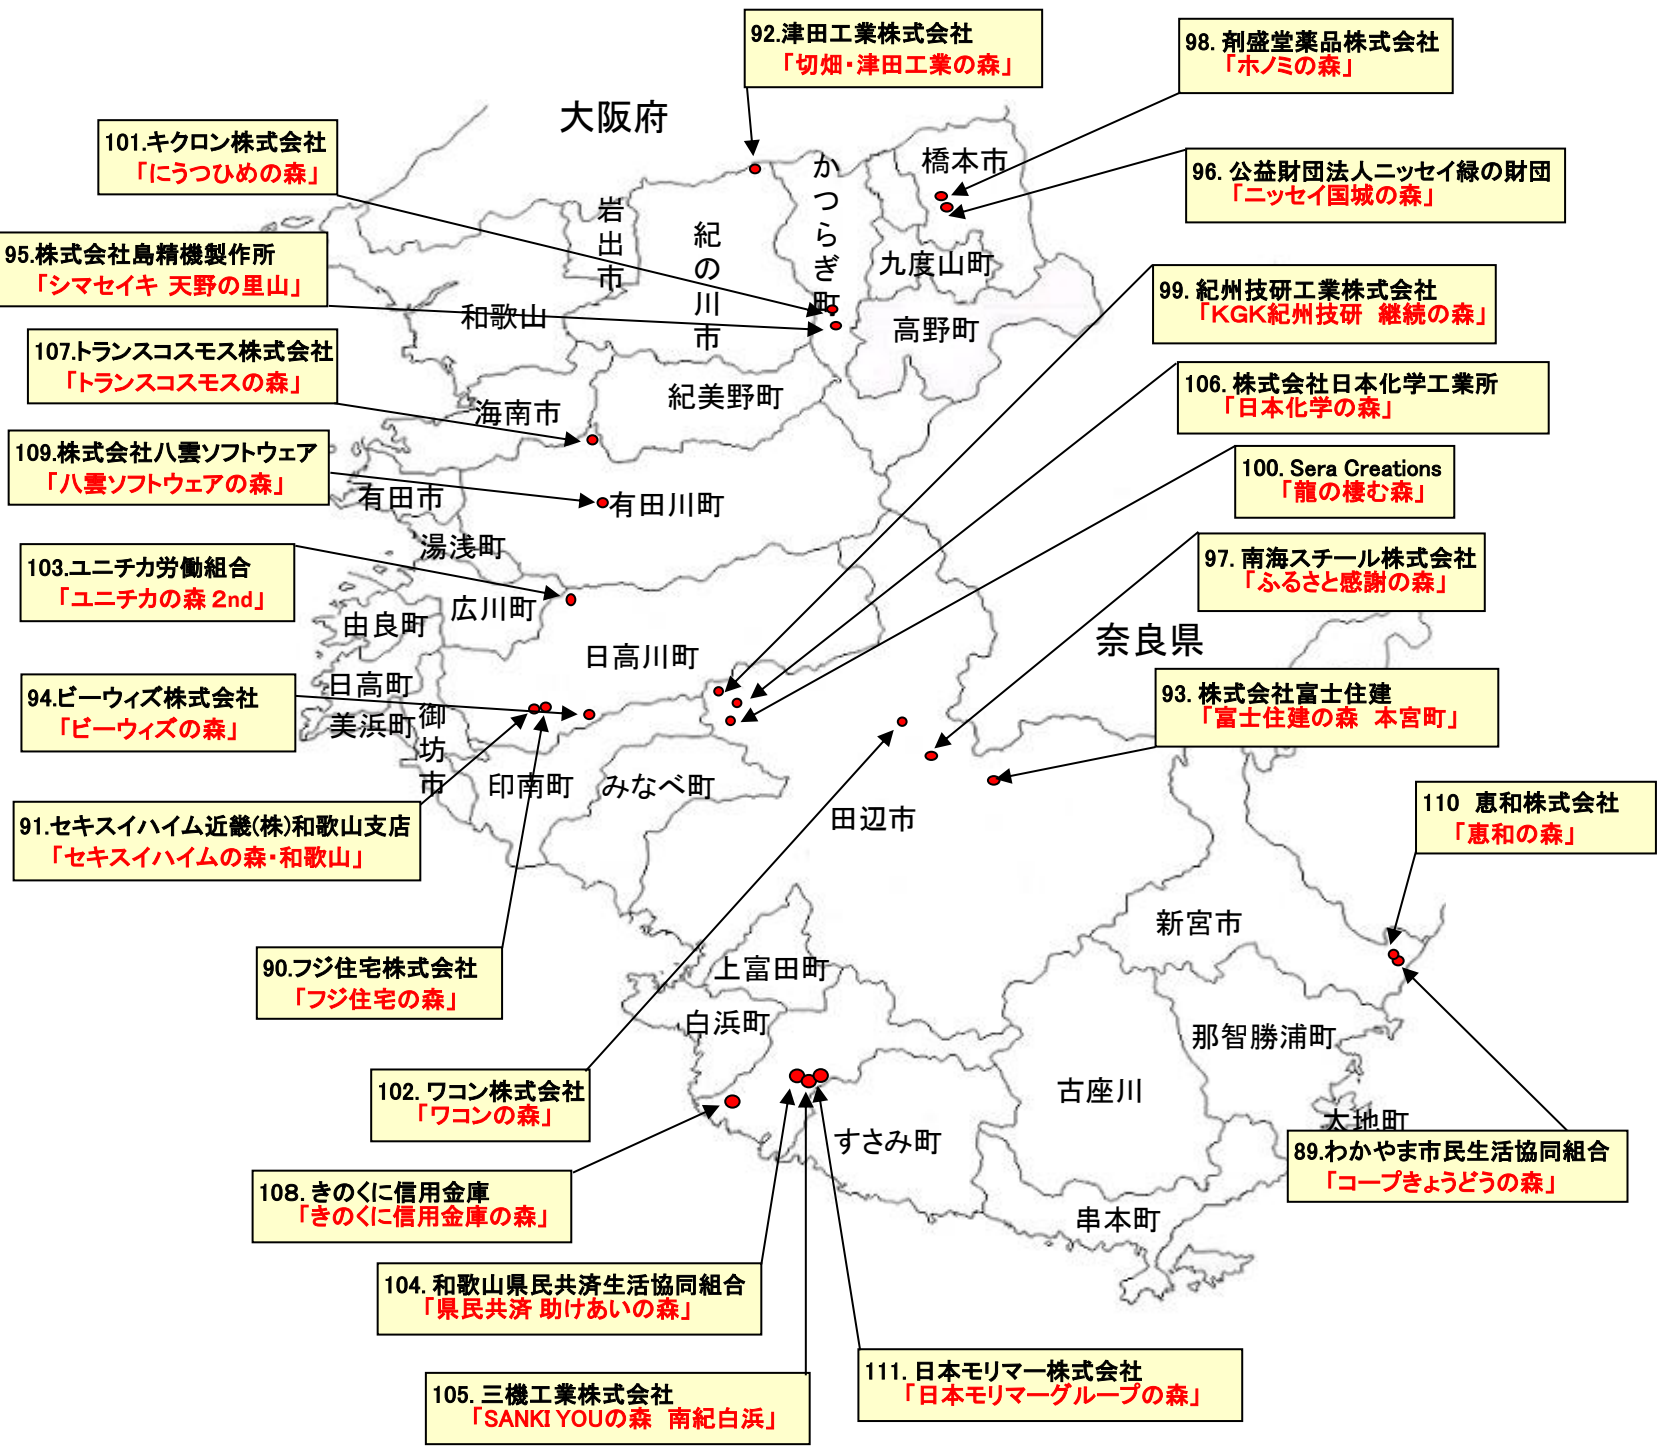 92.津田工業株式会社
「切畑・津田工業の森」
98. 剤盛堂薬品株式会社
「ホノミの森」
大阪府
101.キクロン株式会社
「にうつひめの森」
かつらぎ町
橋本市
96. 公益財団法人ニッセイ緑の財団
「ニッセイ国城の森」
岩出市
紀の川市
95.株式会社島精機製作所
「シマセイキ 天野の里山」
九度山町
99. 紀州技研工業株式会社
「KGK紀州技研　継続の森」
和歌山
高野町
107.トランスコスモス株式会社
「トランスコスモスの森」
106. 株式会社日本化学工業所
「日本化学の森」
紀美野町
海南市
109.株式会社八雲ソフトウェア
「八雲ソフトウェアの森」
100. Sera Creations
「龍の棲む森」
有田市
有田川町
湯浅町
97. 南海スチール株式会社
「ふるさと感謝の森」
103.ユニチカ労働組合
「ユニチカの森 2nd」
広川町
由良町
奈良県
日高川町
日高町
94.ビーウィズ株式会社
「ビーウィズの森」
93. 株式会社富士住建
「富士住建の森　本宮町」
美浜町
御坊市
印南町
みなべ町
田辺市
110　恵和株式会社
「恵和の森」
91.セキスイハイム近畿(株)和歌山支店
「セキスイハイムの森・和歌山」
新宮市
90.フジ住宅株式会社
「フジ住宅の森」
上富田町
白浜町
那智勝浦町
102. ワコン株式会社
「ワコンの森」
古座川
太地町
すさみ町
89.わかやま市民生活協同組合
「コープきょうどうの森」
108. きのくに信用金庫
「きのくに信用金庫の森」
串本町
104. 和歌山県民共済生活協同組合
「県民共済 助けあいの森」
111. 日本モリマー株式会社
「日本モリマーグループの森」
105. 三機工業株式会社
「SANKI YOUの森　南紀白浜」